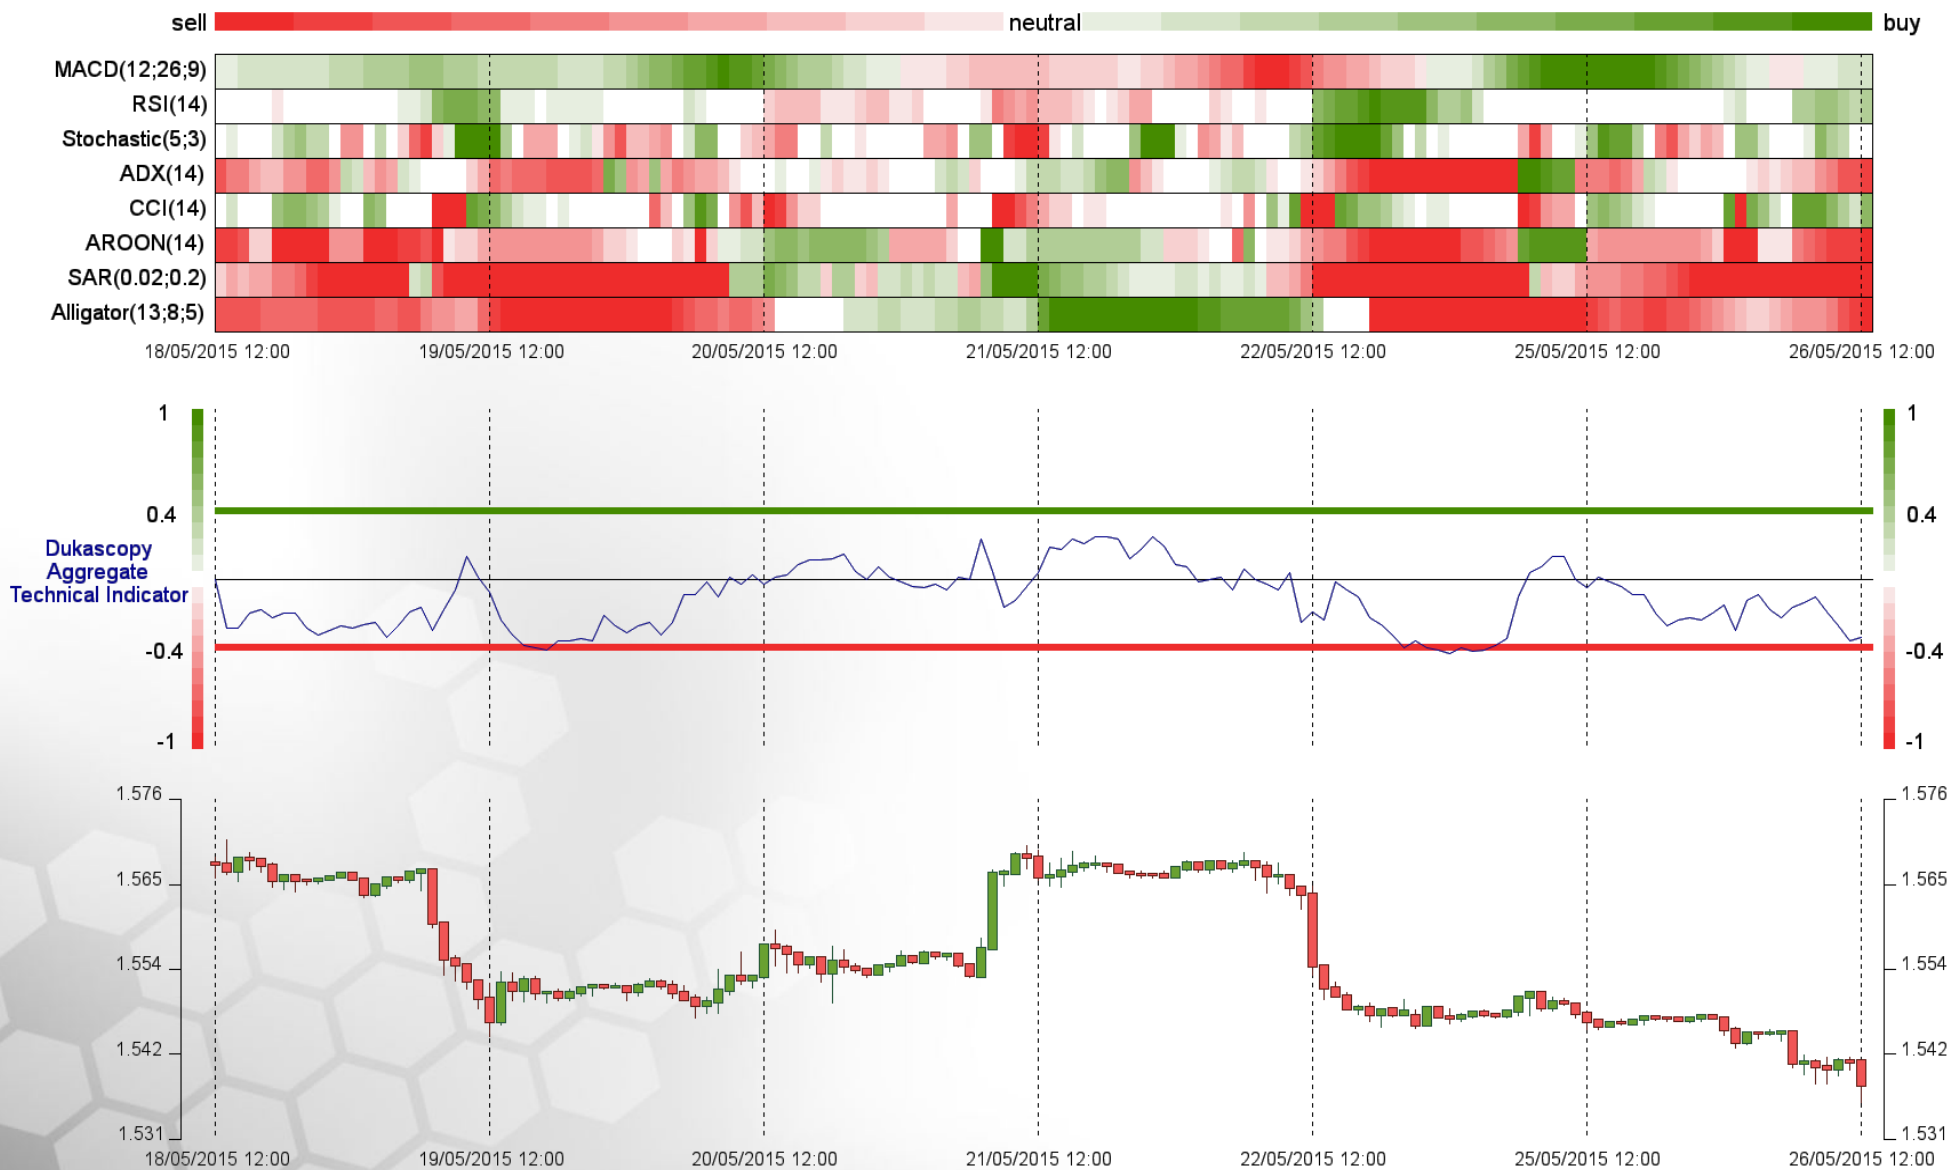 sell neutral buy
MACD(12;26;9)
RSI(14)
Stochastic(5;3)
ADX(14)
CCI(14)
AROON(14)
SAR(0.02;0.2)
Alligator(13;8;5)
18/05/2015 12:00 19/05/2015 12:00 20/05/2015 12:00 21/05/2015 12:00 22/05/2015 12:00 25/05/2015 12:00 26/05/2015 12:00
1 1
0.4 0.4
Dukascopy
Aggregate
Technical Indicator
-0.4 -0.4
-1 -1
1.576 1.576
1.565 1.565
1.554 1.554
1.542 1.542
1.531 1.531
18/05/2015 12:00 19/05/2015 12:00 20/05/2015 12:00 21/05/2015 12:00 22/05/2015 12:00 25/05/2015 12:00 26/05/2015 12:00